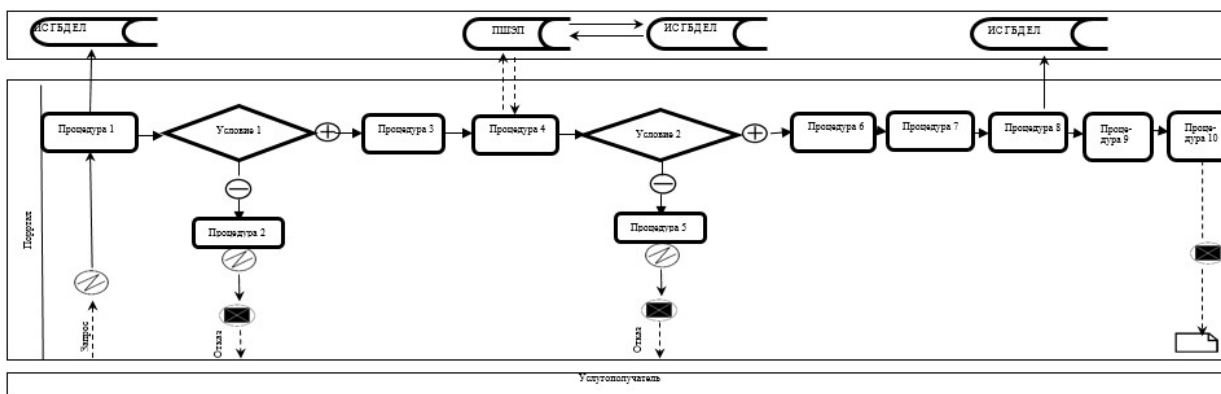 ИСГБДЕЛ
ПШЭП
ИСГБДЕЛ
ИСГБДЕЛ
Процедура 1
Условие 1
Процедура 3
Процедура 4
Условие 2
Процедура 6
Процедура 7
Процедура 8
Проце-
дура 9
Проце-
дура 10
Процедура 2
Процедура 5
Запрос
Отказ
Отказ
Услугополучатель